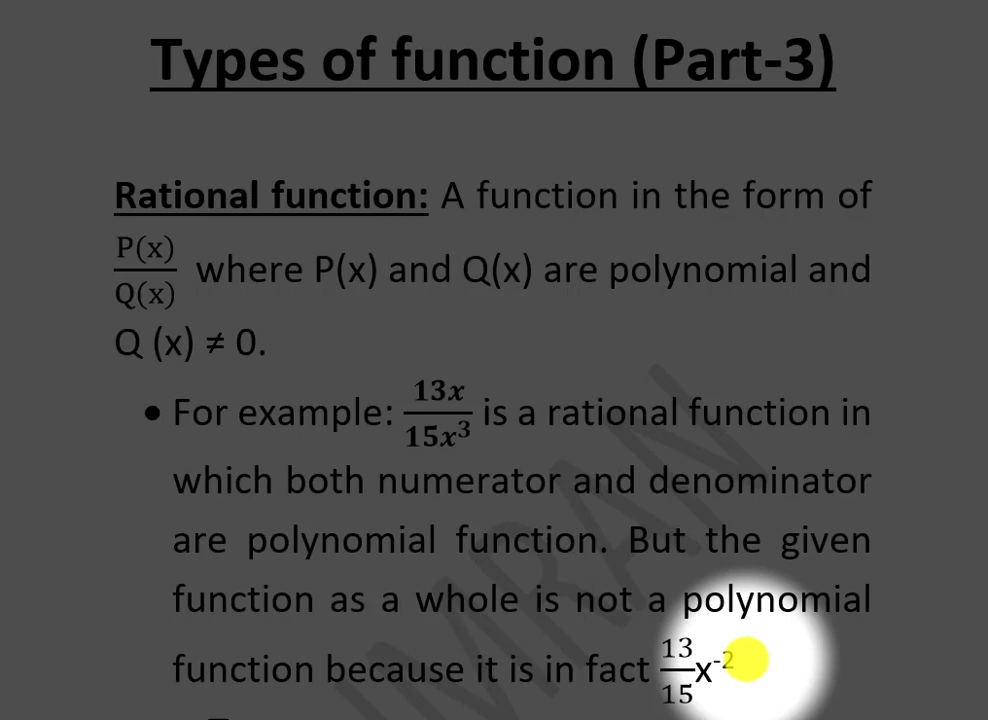 Types of function (Part-3)
Rational function: A function in the form of
P(x)/Q(x) where P(x) and Q(x) are polynomial and
Q (x) ≠ 0.
• For example: 13x/15x³ is a rational function in
which both numerator and denominator
are polynomial function. But the given
function as a whole is not a polynomial
function because it is in fact 13/15 x⁻²